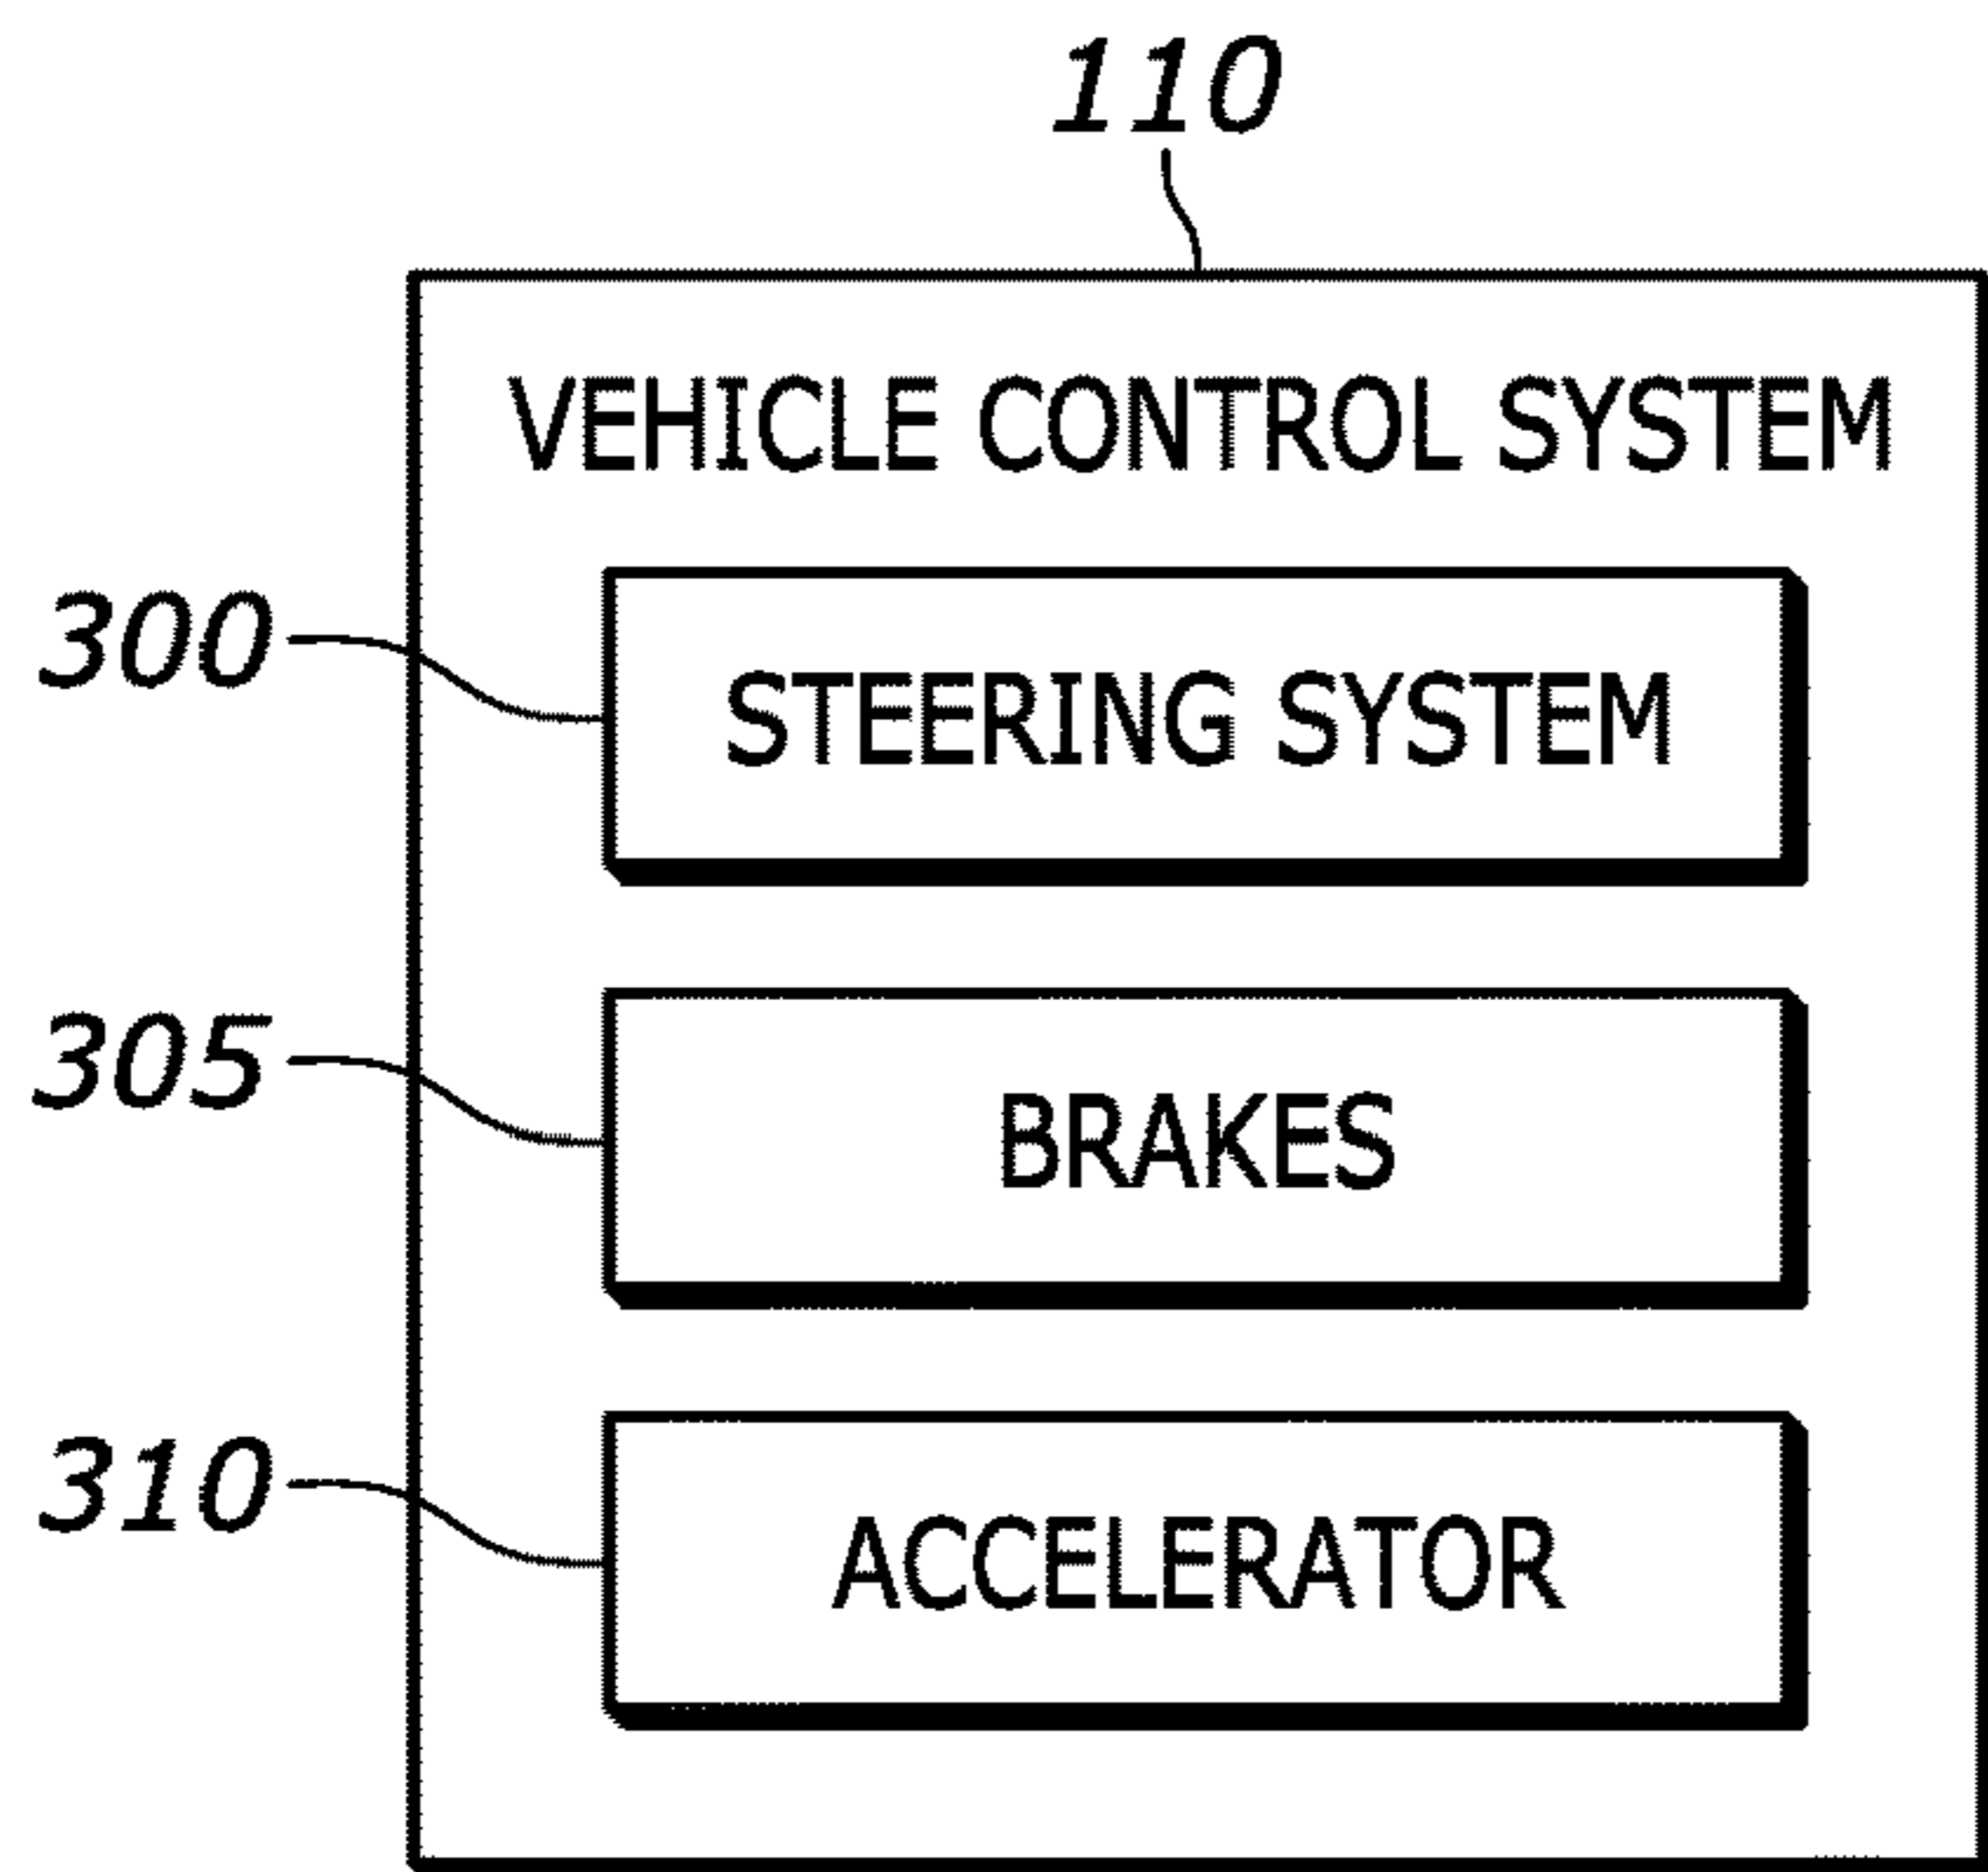 110
VEHICLE CONTROL SYSTEM
300
STEERING SYSTEM
305
BRAKES
310
ACCELERATOR